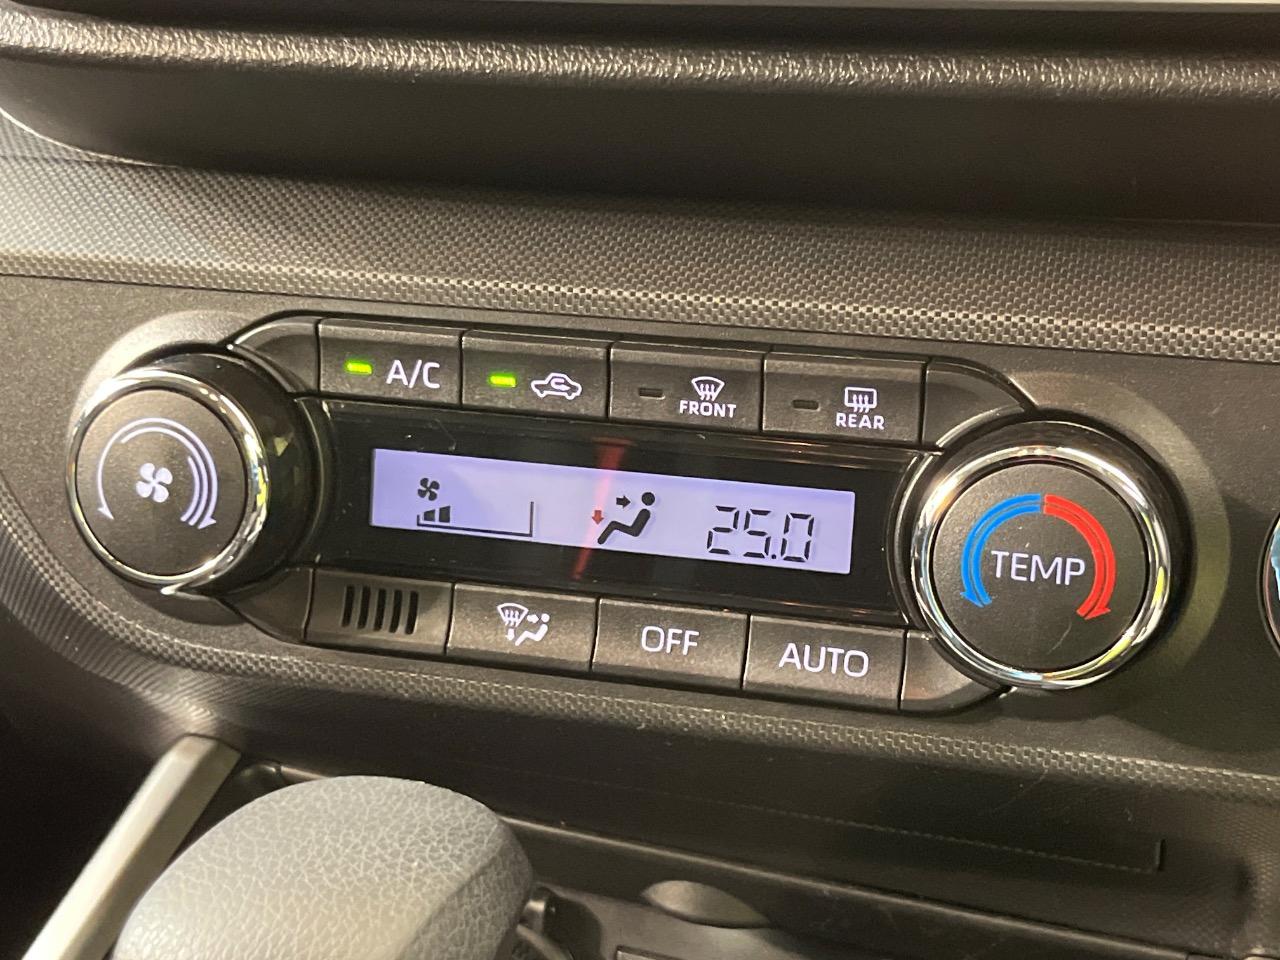 A/C
FRONT
REAR
25.0
TEMP
OFF
AUTO